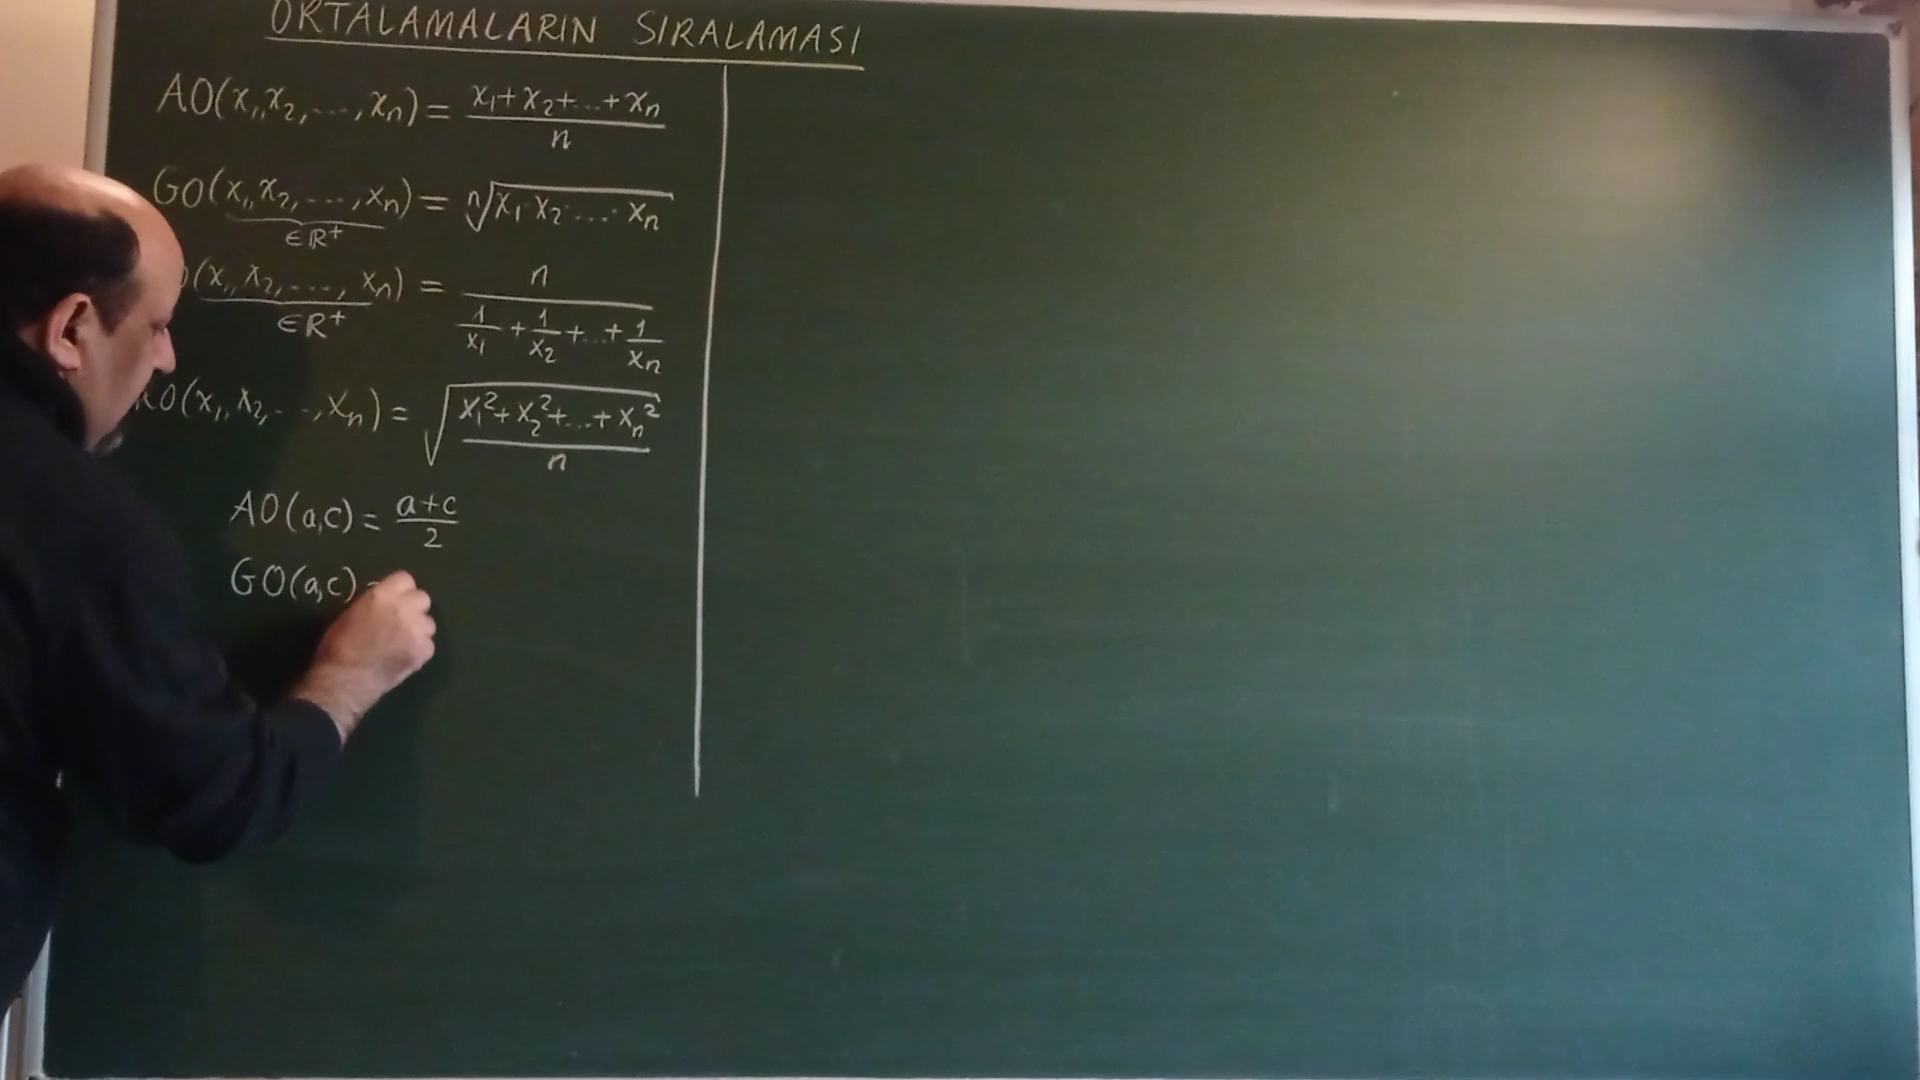 ORTALAMALARIN SIRALAMASI
AO(x₁,x₂,...,xₙ) = (x₁+x₂+...+xₙ)/n
GO(x₁,x₂,...,xₙ) = ⁿ√(x₁·x₂·...·xₙ)
∈R⁺
(x₁,x₂,...,xₙ) = n/(1/x₁ + 1/x₂ + ... + 1/xₙ)
∈R⁺
KO(x₁,x₂,...,xₙ) = √((x₁²+x₂²+...+xₙ²)/n)
AO(a,c) = (a+c)/2
GO(a,c) =